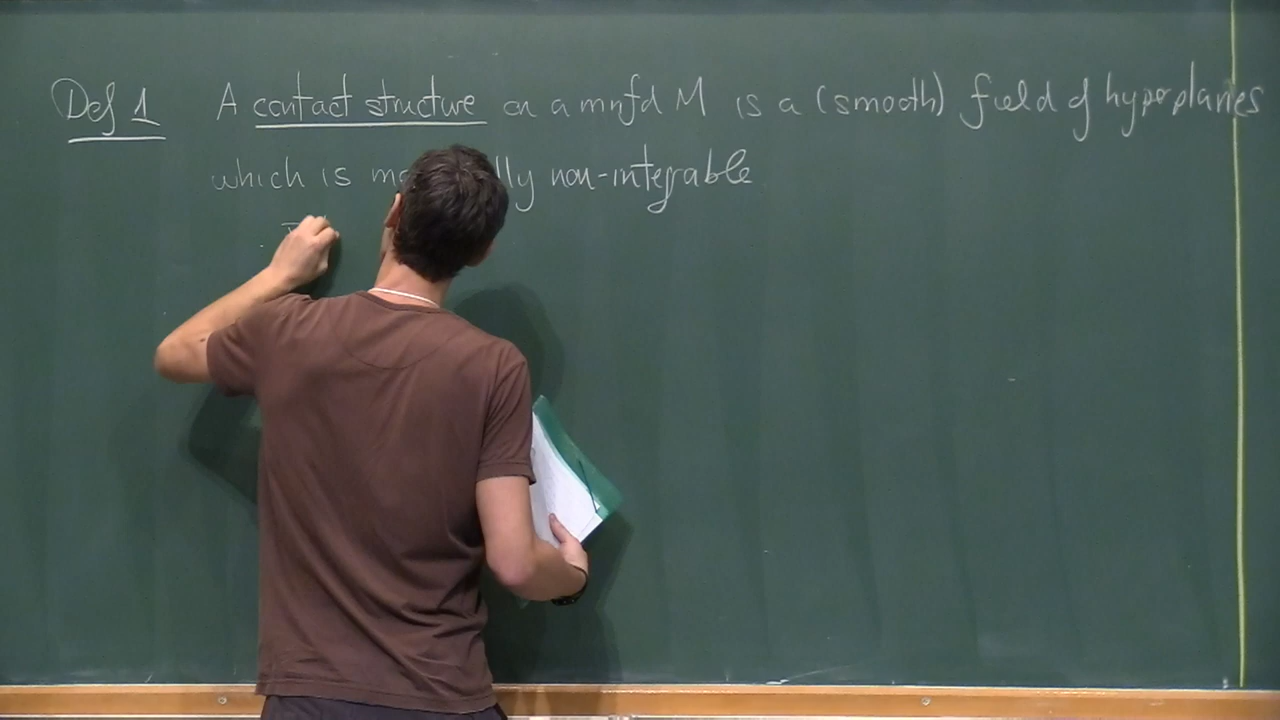 Def 1 A contact structure on a mnfd M is a (smooth) field of hyperplanes
which is non-integrable